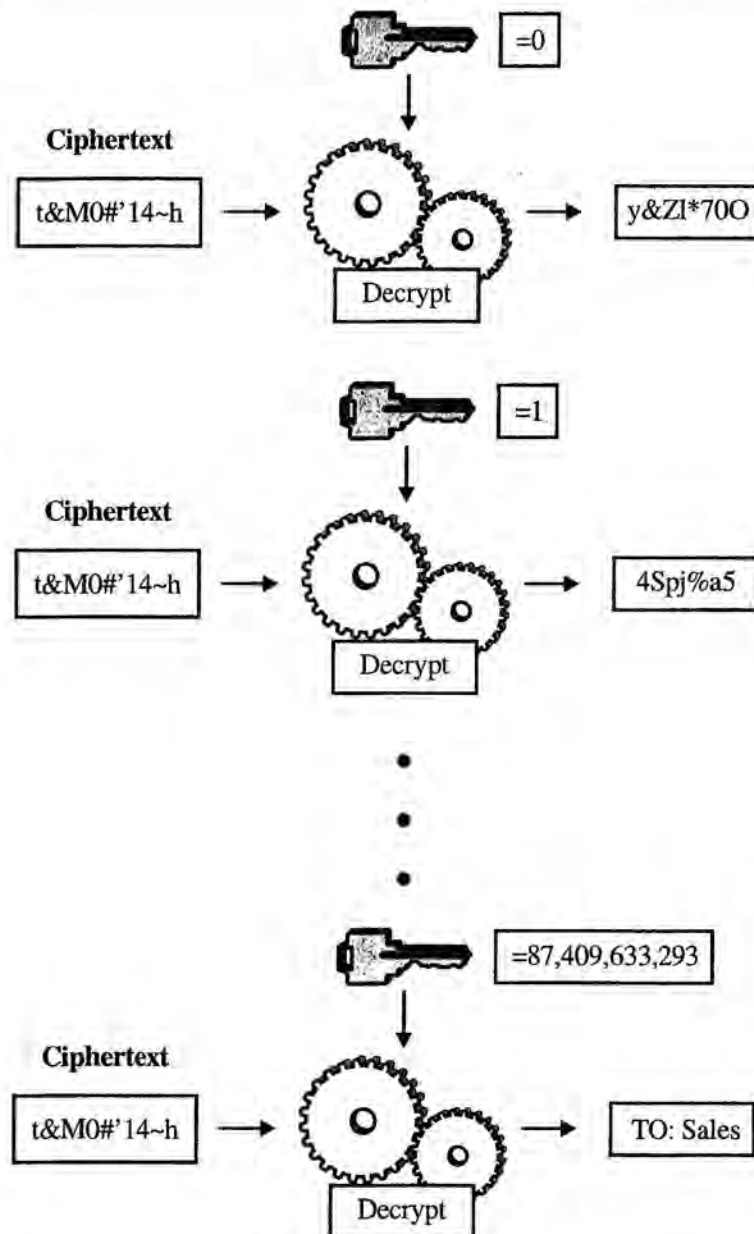 =0
Ciphertext
t&M0#'14~h
y&Zl*70O
Decrypt
=1
Ciphertext
t&M0#'14~h
4Spj%a5
Decrypt
=87,409,633,293
Ciphertext
t&M0#'14~h
TO: Sales
Decrypt